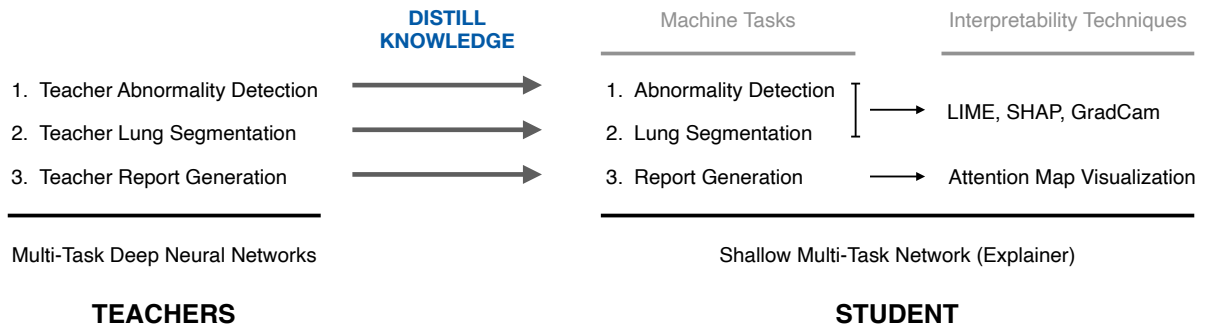 DISTILL
KNOWLEDGE
Machine Tasks
Interpretability Techniques
1. Teacher Abnormality Detection
2. Teacher Lung Segmentation
3. Teacher Report Generation
1. Abnormality Detection
2. Lung Segmentation
3. Report Generation
LIME, SHAP, GradCam
Attention Map Visualization
Multi-Task Deep Neural Networks
Shallow Multi-Task Network (Explainer)
TEACHERS
STUDENT